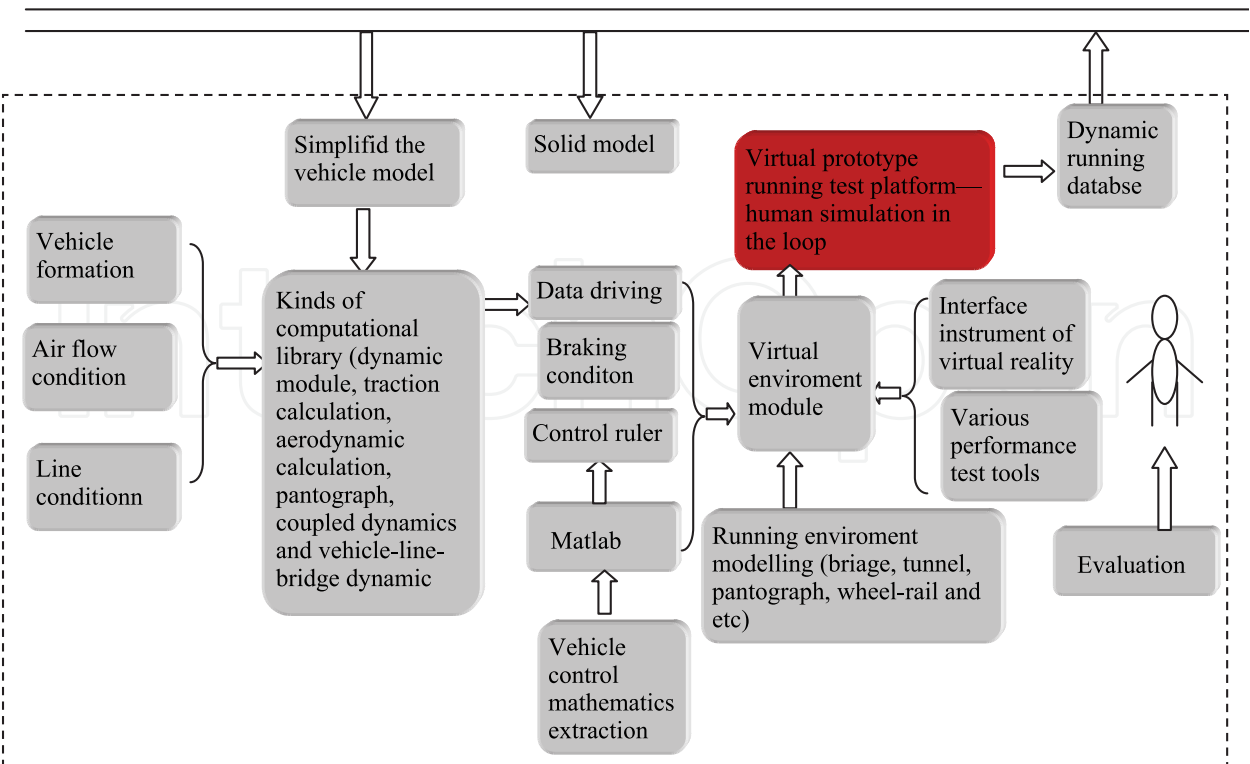 Simplifid the
vehicle model
Solid model
Virtual prototype
running test platform—
human simulation in
the loop
Dynamic
running
databse
Vehicle
formation
Air flow
condition
Line
conditionn
Kinds of
computational
library (dynamic
module, traction
calculation,
aerodynamic
calculation,
pantograph,
coupled dynamics
and vehicle-line-
bridge dynamic
Data driving
Braking
conditon
Control ruler
Matlab
Vehicle
control
mathematics
extraction
Virtual
enviroment
module
Running enviroment
modelling (briage, tunnel,
pantograph, wheel-rail and
etc)
Interface
instrument of
virtual reality
Various
performance
test tools
Evaluation
IntechOpen